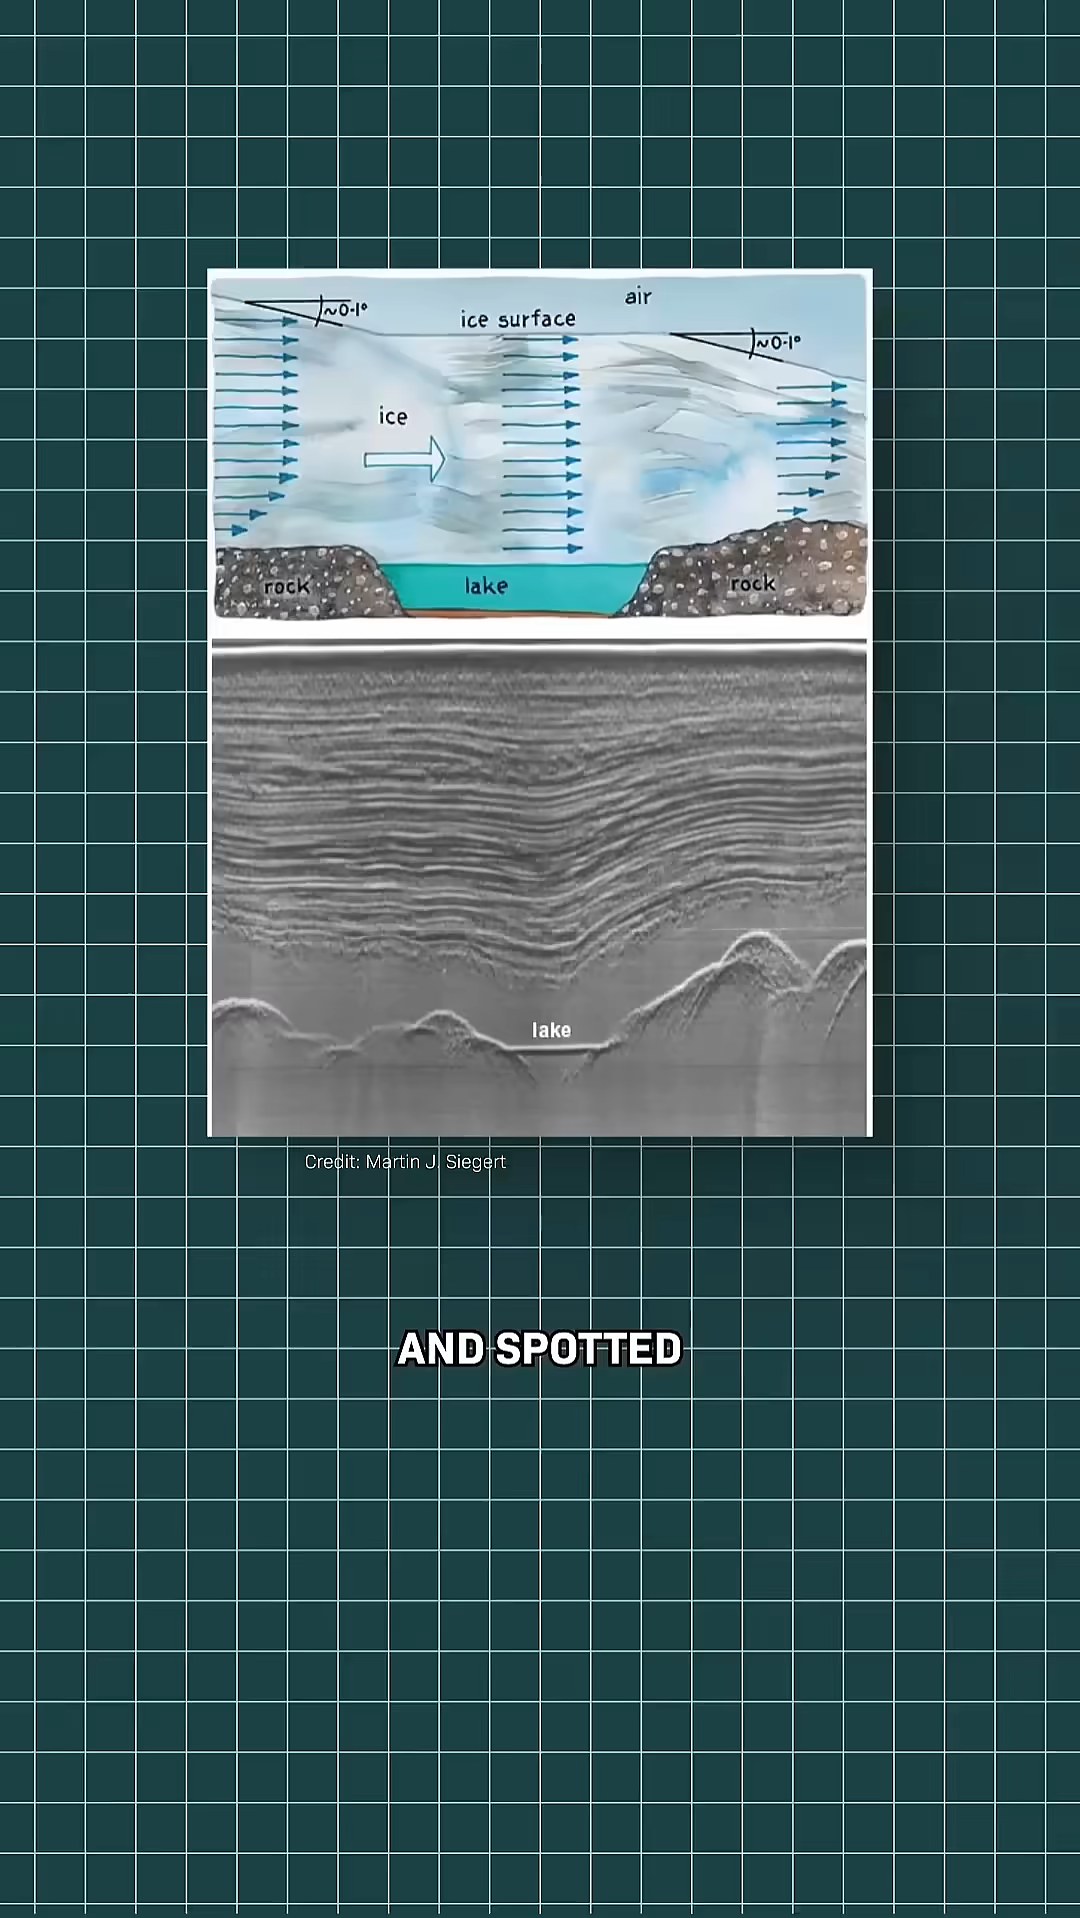 air
ice surface
~0.1°
~0.1°
ice
rock
lake
rock
lake
Credit: Martin J. Siegert
AND SPOTTED